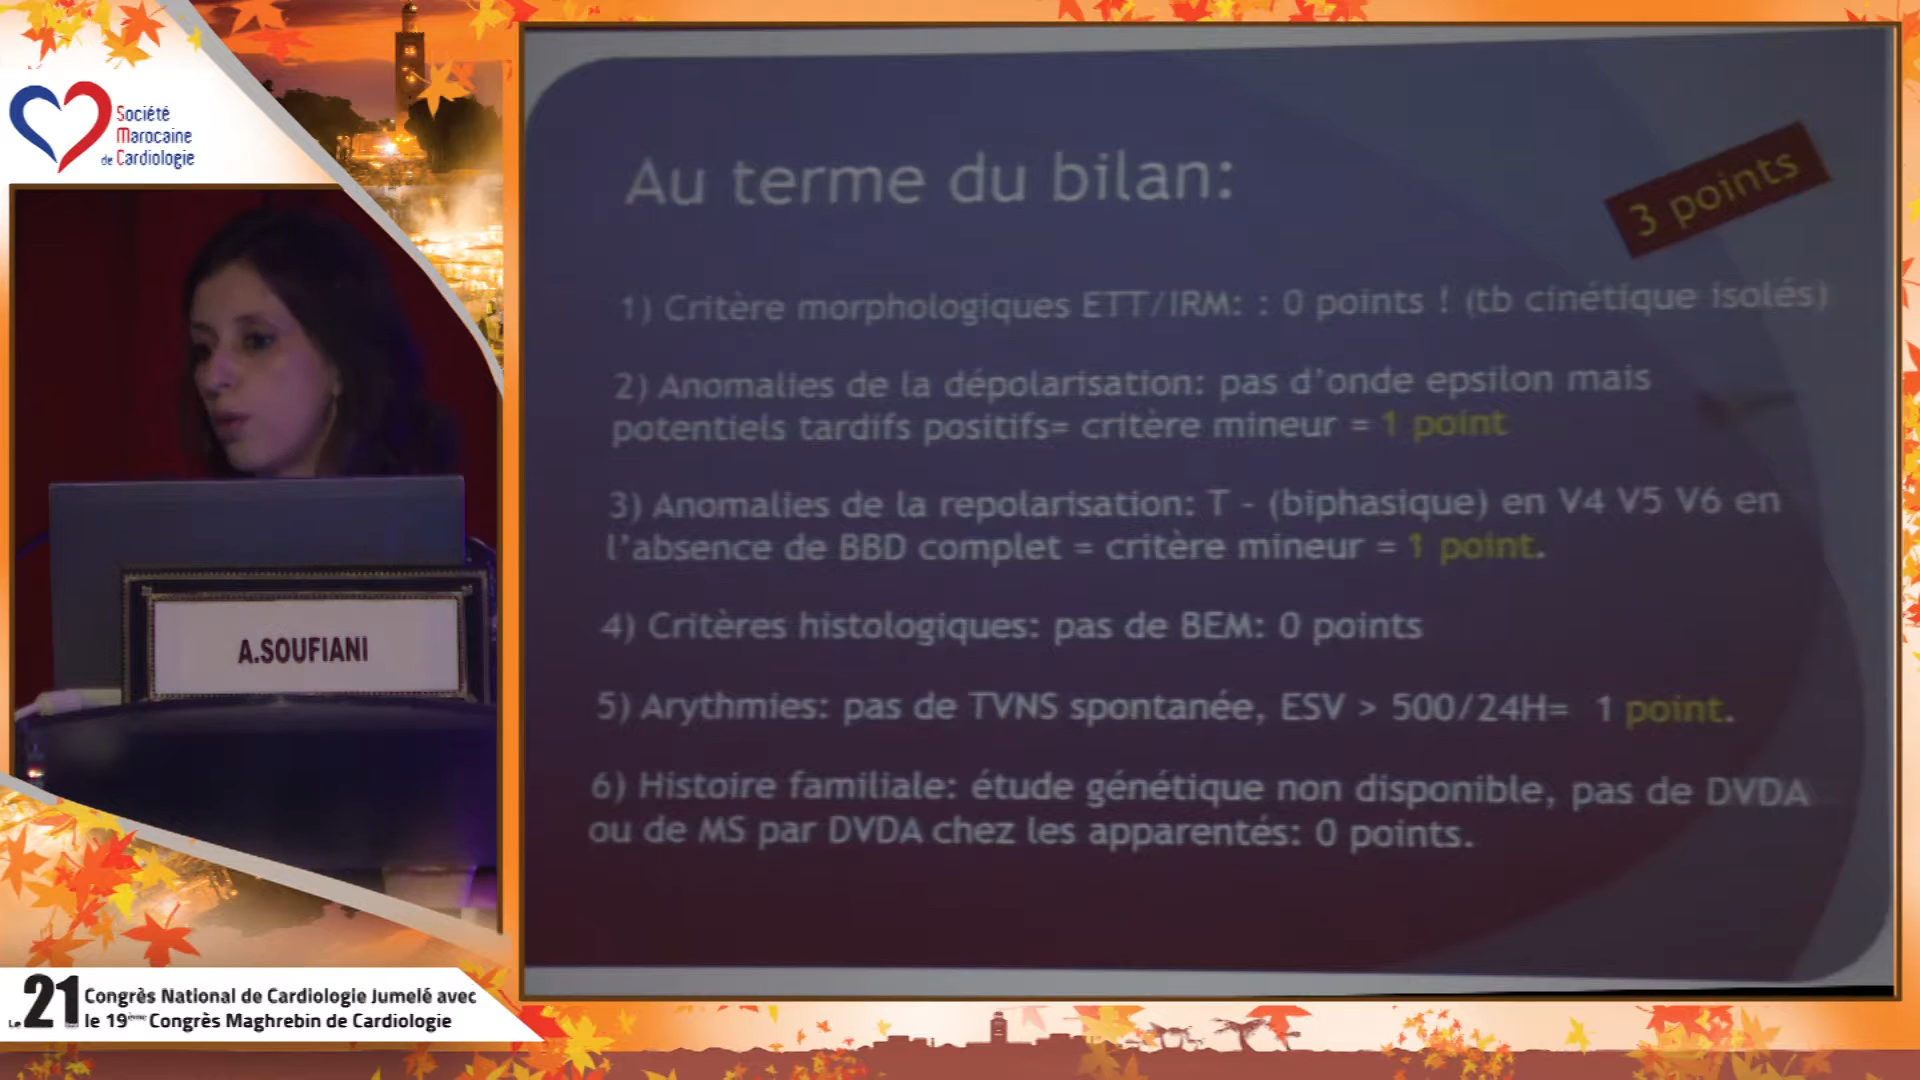 Société
Marocaine
de Cardiologie
A.SOUFIANI
Le 21 Congrès National de Cardiologie Jumelé avec
le 19ème Congrès Maghrebin de Cardiologie
Au terme du bilan:
3 points
1) Critère morphologiques ETT/IRM: : 0 points ! (tb cinétique isolés)
2) Anomalies de la dépolarisation: pas d'onde epsilon mais
potentiels tardifs positifs= critère mineur = 1 point
3) Anomalies de la repolarisation: T - (biphasique) en V4 V5 V6 en
l'absence de BBD complet = critère mineur = 1 point.
4) Critères histologiques: pas de BEM: 0 points
5) Arythmies: pas de TVNS spontanée, ESV > 500/24H= 1 point.
6) Histoire familiale: étude génétique non disponible, pas de DVDA
ou de MS par DVDA chez les apparentés: 0 points.